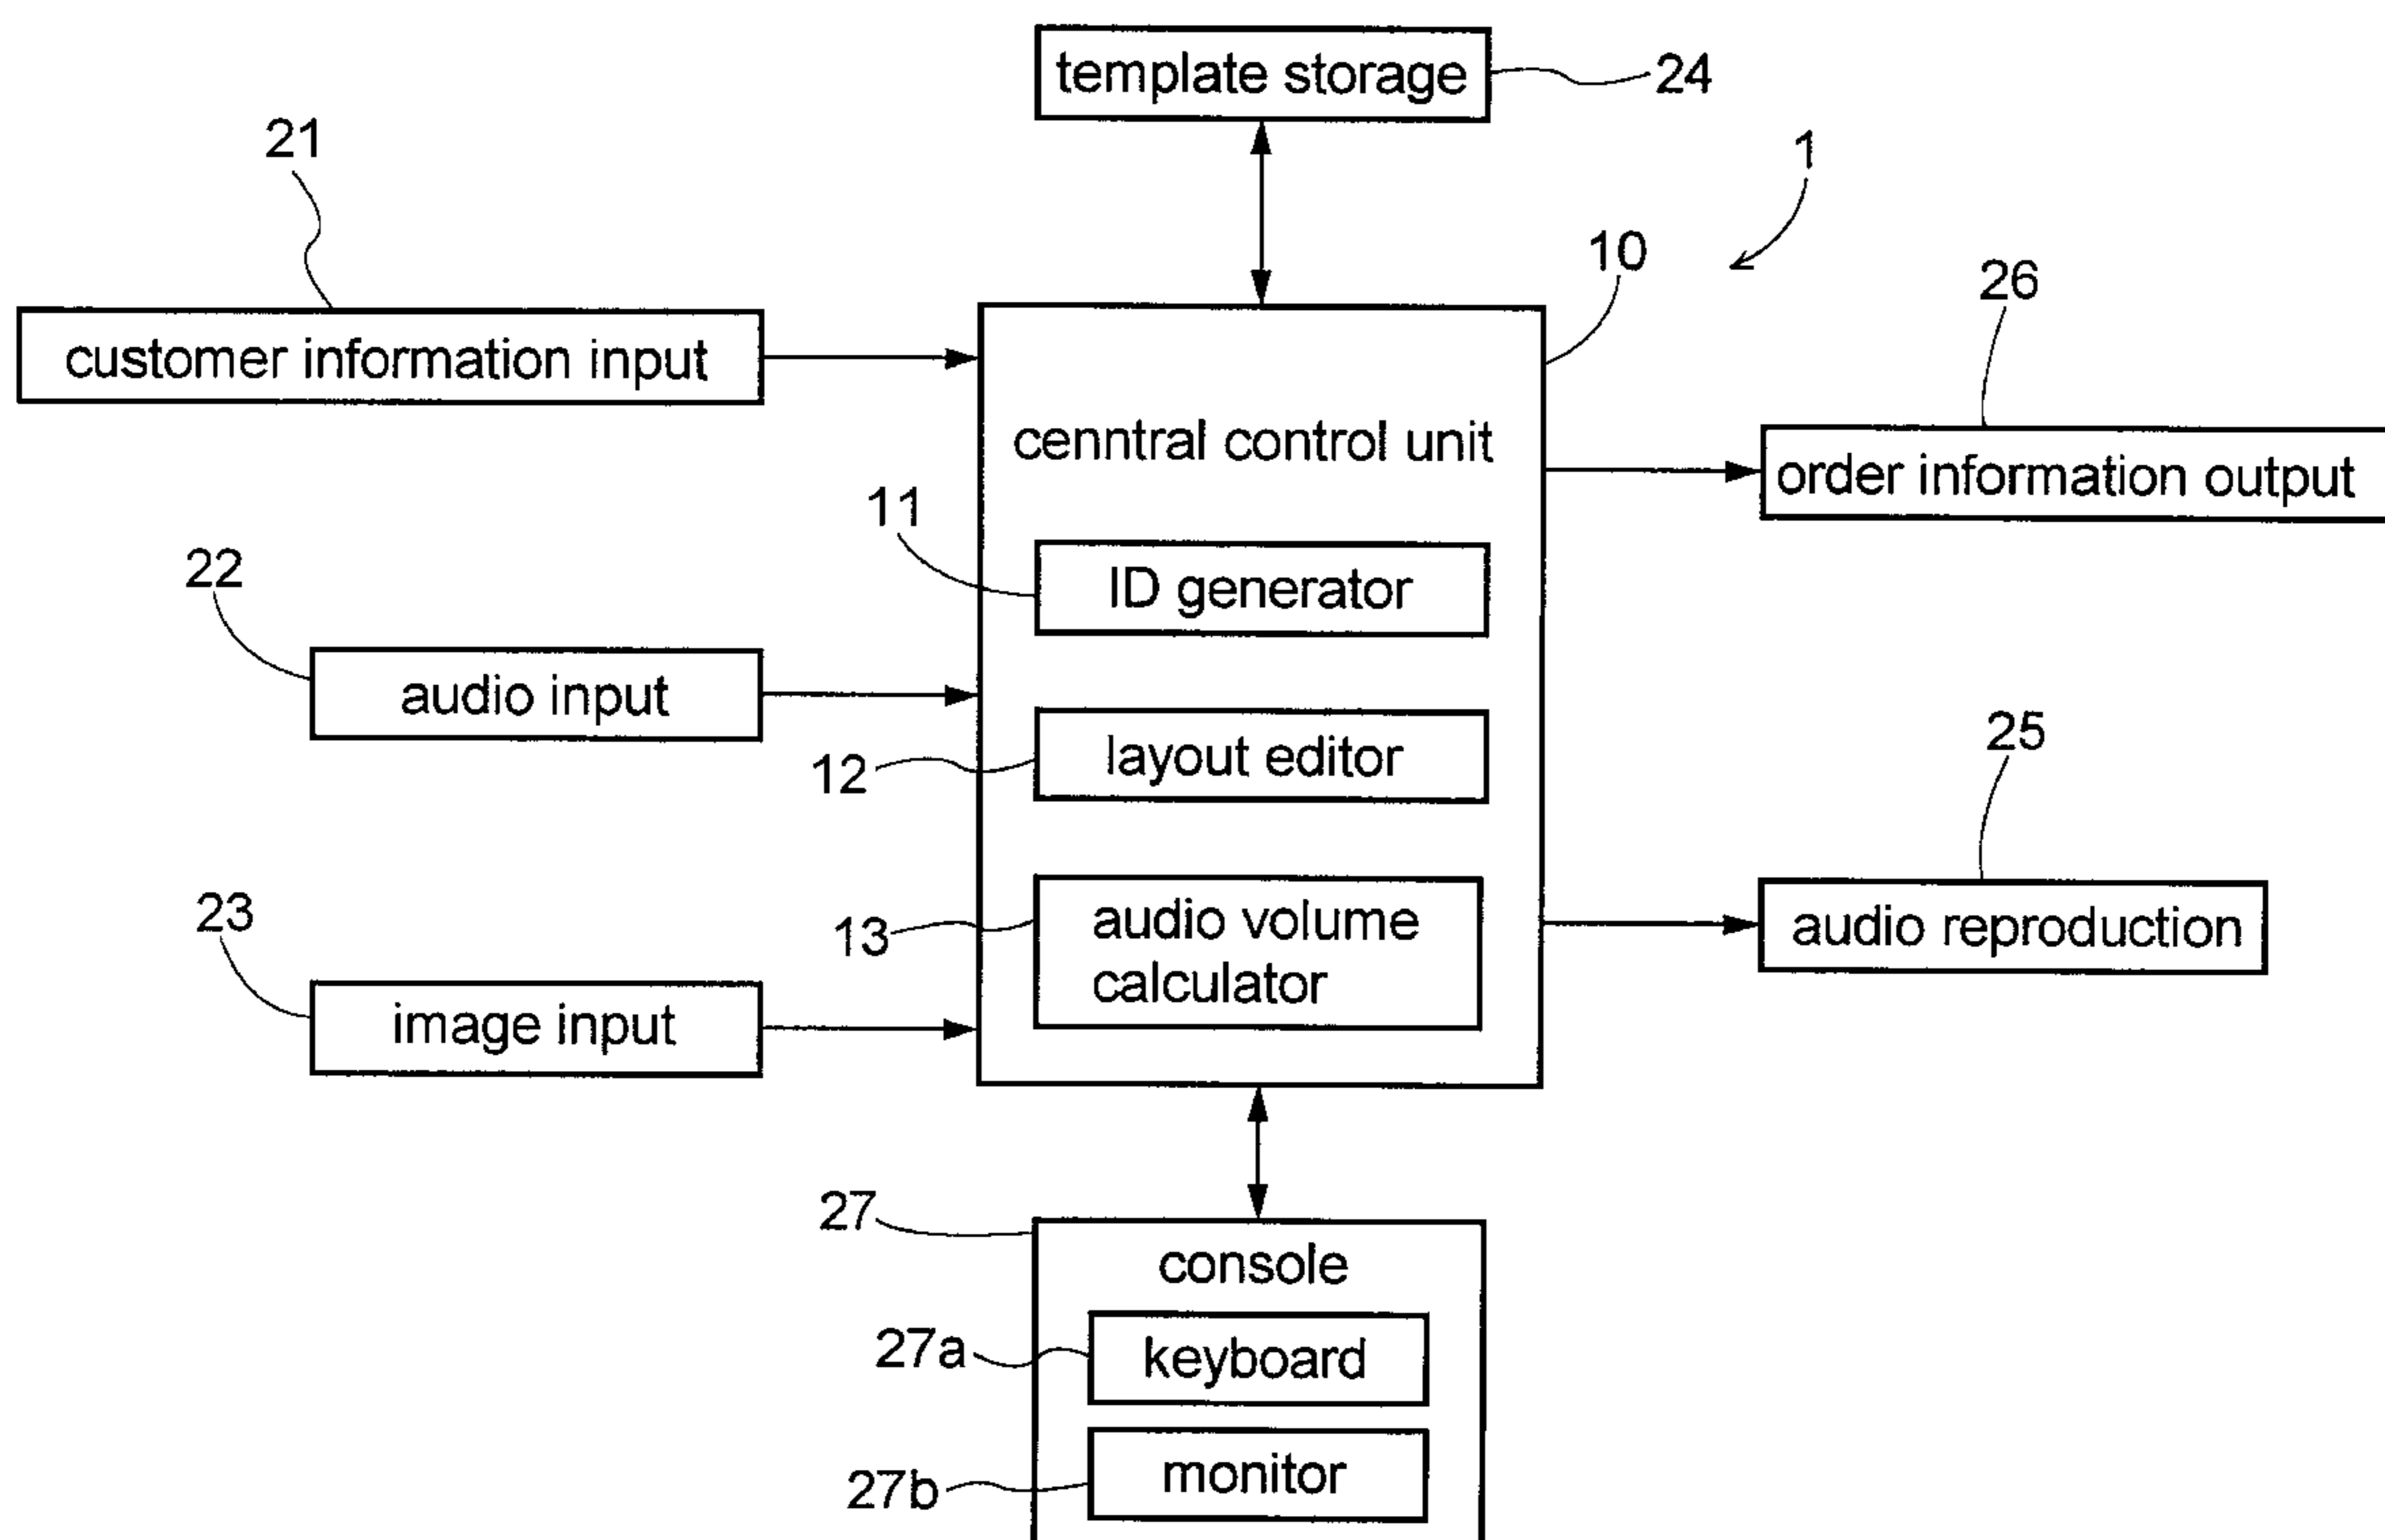 template storage
24
21
1
10
26
customer information input
cenntral control unit
order information output
11
ID generator
22
audio input
12
layout editor
25
23
13
audio volume
calculator
audio reproduction
image input
27
console
27a
keyboard
27b
monitor